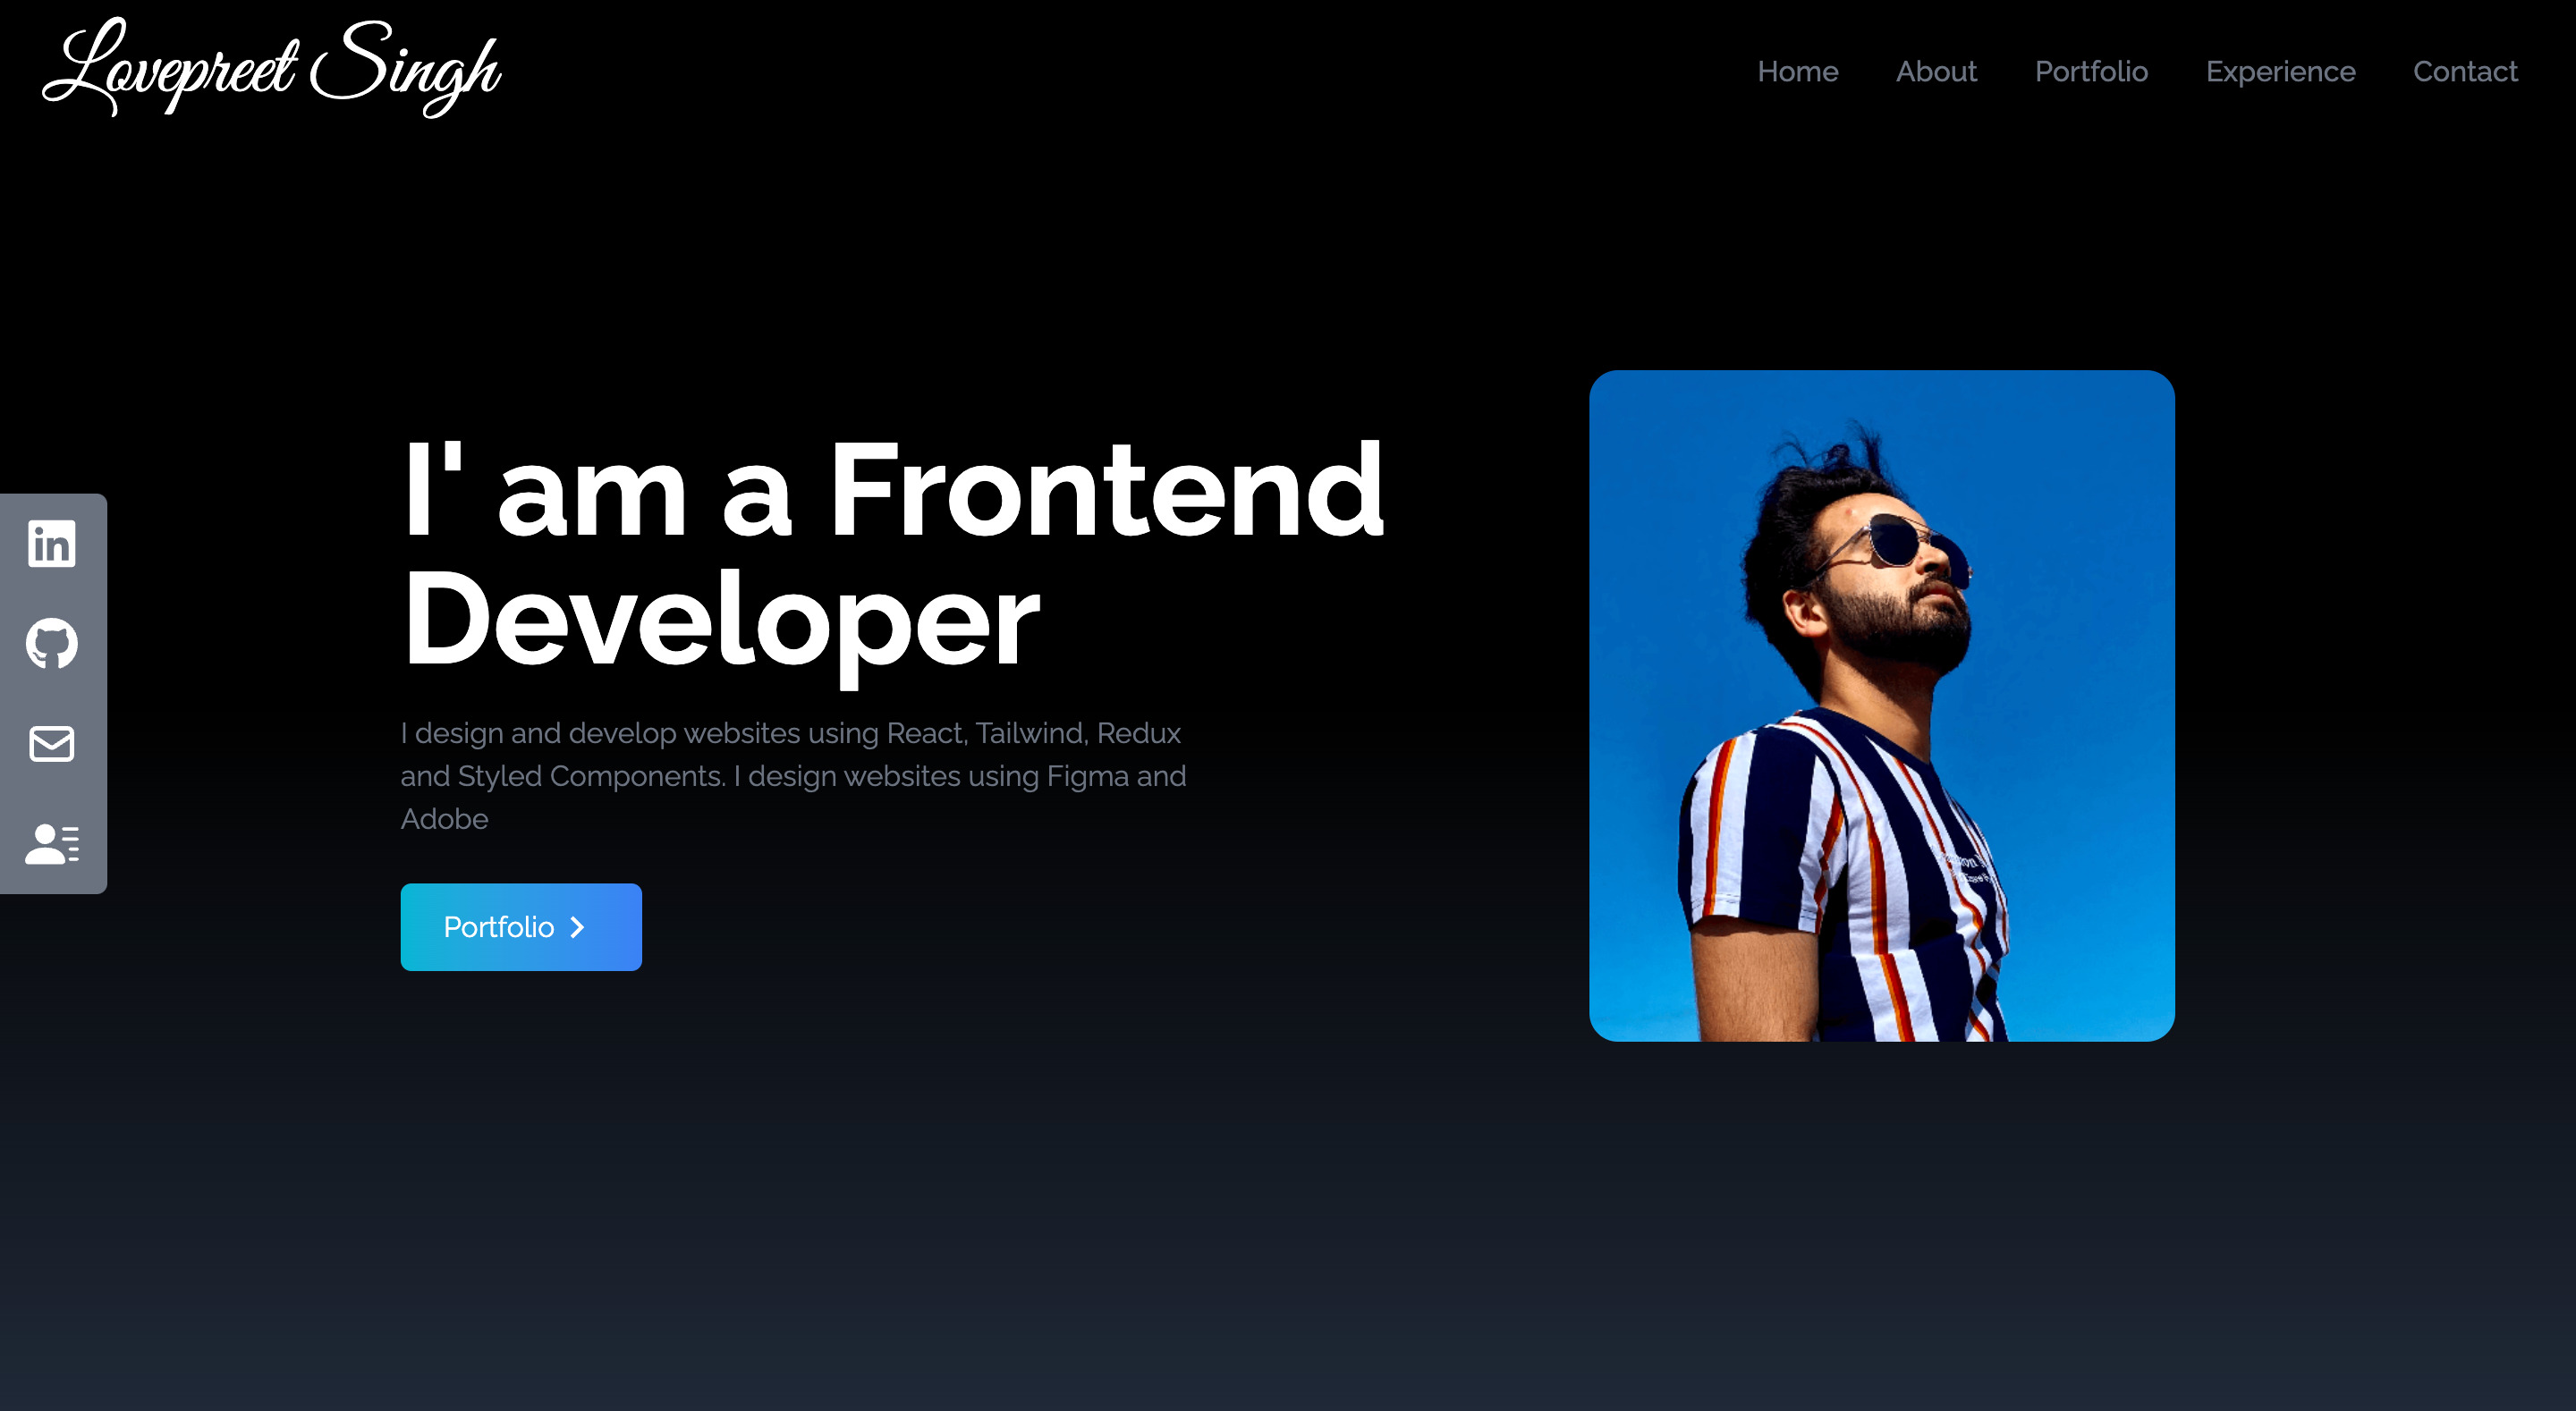 Lovepreet Singh
Home About Portfolio Experience Contact
I' am a Frontend
Developer
I design and develop websites using React, Tailwind, Redux
and Styled Components. I design websites using Figma and
Adobe
Portfolio
in